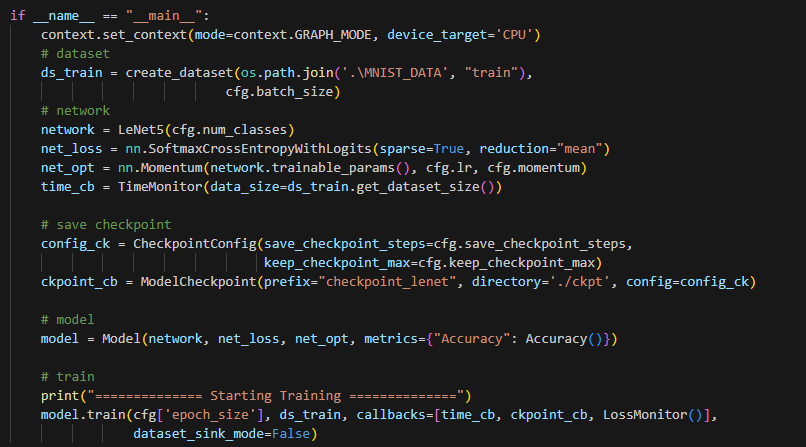 if __name__ == "__main__":
    context.set_context(mode=context.GRAPH_MODE, device_target='CPU')
    # dataset
    ds_train = create_dataset(os.path.join('.\MNIST_DATA', "train"),
                            cfg.batch_size)
    # network
    network = LeNet5(cfg.num_classes)
    net_loss = nn.SoftmaxCrossEntropyWithLogits(sparse=True, reduction="mean")
    net_opt = nn.Momentum(network.trainable_params(), cfg.lr, cfg.momentum)
    time_cb = TimeMonitor(data_size=ds_train.get_dataset_size())

    # save checkpoint
    config_ck = CheckpointConfig(save_checkpoint_steps=cfg.save_checkpoint_steps,
                                 keep_checkpoint_max=cfg.keep_checkpoint_max)
    ckpoint_cb = ModelCheckpoint(prefix="checkpoint_lenet", directory='./ckpt', config=config_ck)

    # model
    model = Model(network, net_loss, net_opt, metrics={"Accuracy": Accuracy()})

    # train
    print("============== Starting Training ==============")
    model.train(cfg['epoch_size'], ds_train, callbacks=[time_cb, ckpoint_cb, LossMonitor()],
                dataset_sink_mode=False)